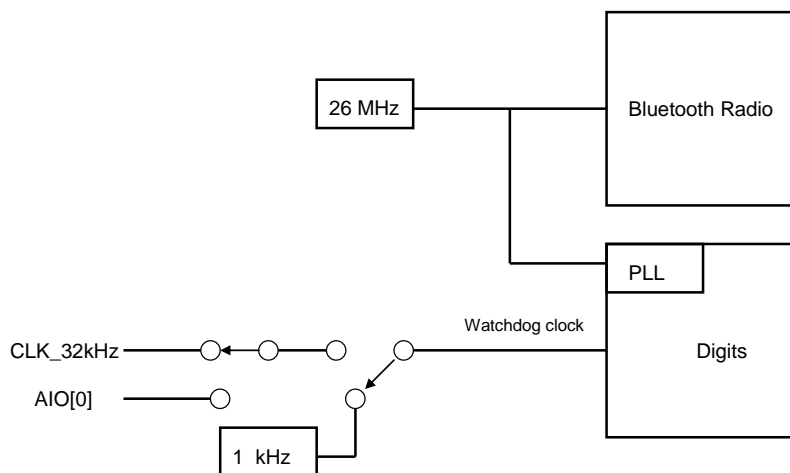 26 MHz
Bluetooth Radio
PLL
Watchdog clock
CLK_32kHz
Digits
AIO[0]
1 kHz